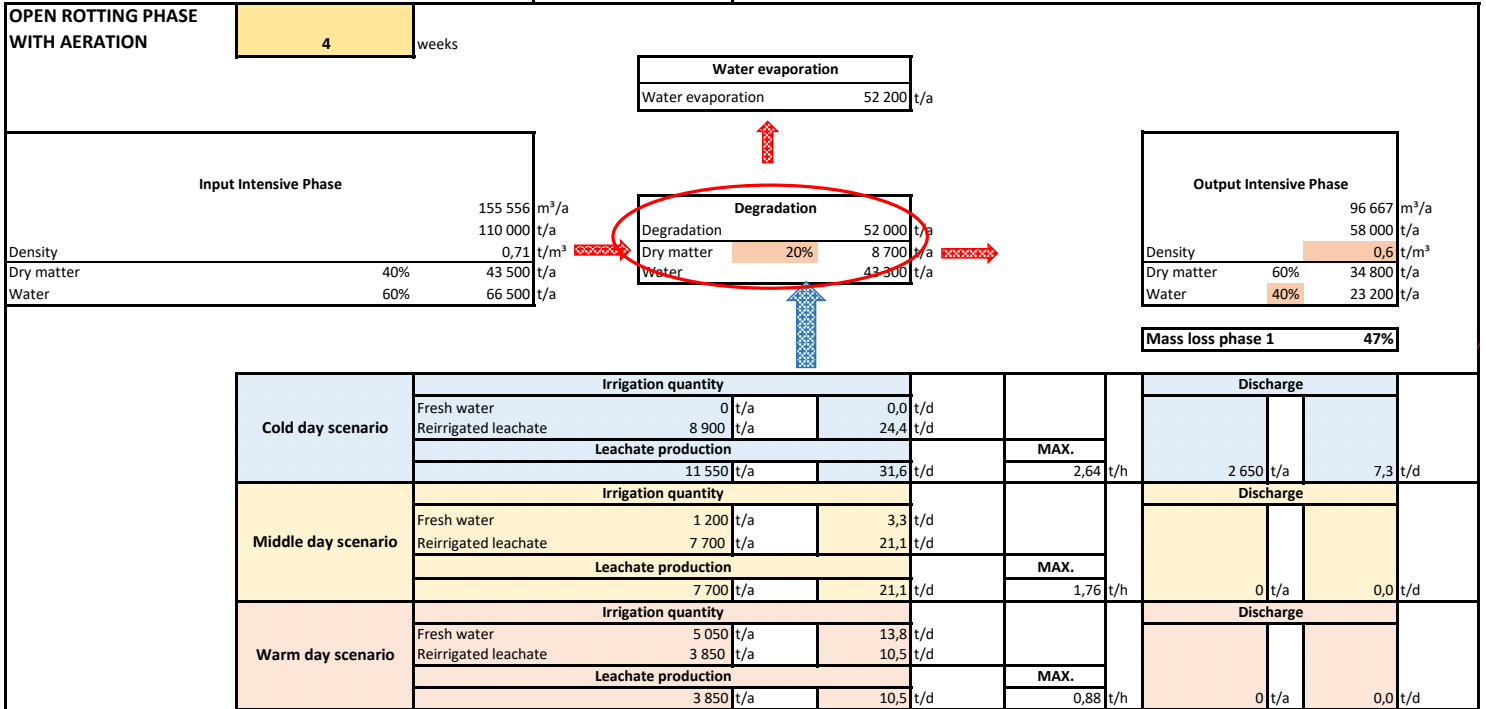 OPEN ROTTING PHASE
WITH AERATION 4 weeks
Water evaporation
Water evaporation 52 200 t/a
Input Intensive Phase
155 556 m³/a
110 000 t/a
Density 0,71 t/m³
Dry matter 40% 43 500 t/a
Water 60% 66 500 t/a
Degradation
Degradation 52 000 t/a
Dry matter 20% 8 700 t/a
Water 43 300 t/a
Output Intensive Phase
96 667 m³/a
58 000 t/a
Density 0,6 t/m³
Dry matter 60% 34 800 t/a
Water 40% 23 200 t/a
Mass loss phase 1 47%
Cold day scenario
Irrigation quantity Discharge
Fresh water 0 t/a 0,0 t/d
Reirrigated leachate 8 900 t/a 24,4 t/d
Leachate production MAX.
11 550 t/a 31,6 t/d 2,64 t/h 2 650 t/a 7,3 t/d
Middle day scenario
Irrigation quantity Discharge
Fresh water 1 200 t/a 3,3 t/d
Reirrigated leachate 7 700 t/a 21,1 t/d
Leachate production MAX.
7 700 t/a 21,1 t/d 1,76 t/h 0 t/a 0,0 t/d
Warm day scenario
Irrigation quantity Discharge
Fresh water 5 050 t/a 13,8 t/d
Reirrigated leachate 3 850 t/a 10,5 t/d
Leachate production MAX.
3 850 t/a 10,5 t/d 0,88 t/h 0 t/a 0,0 t/d